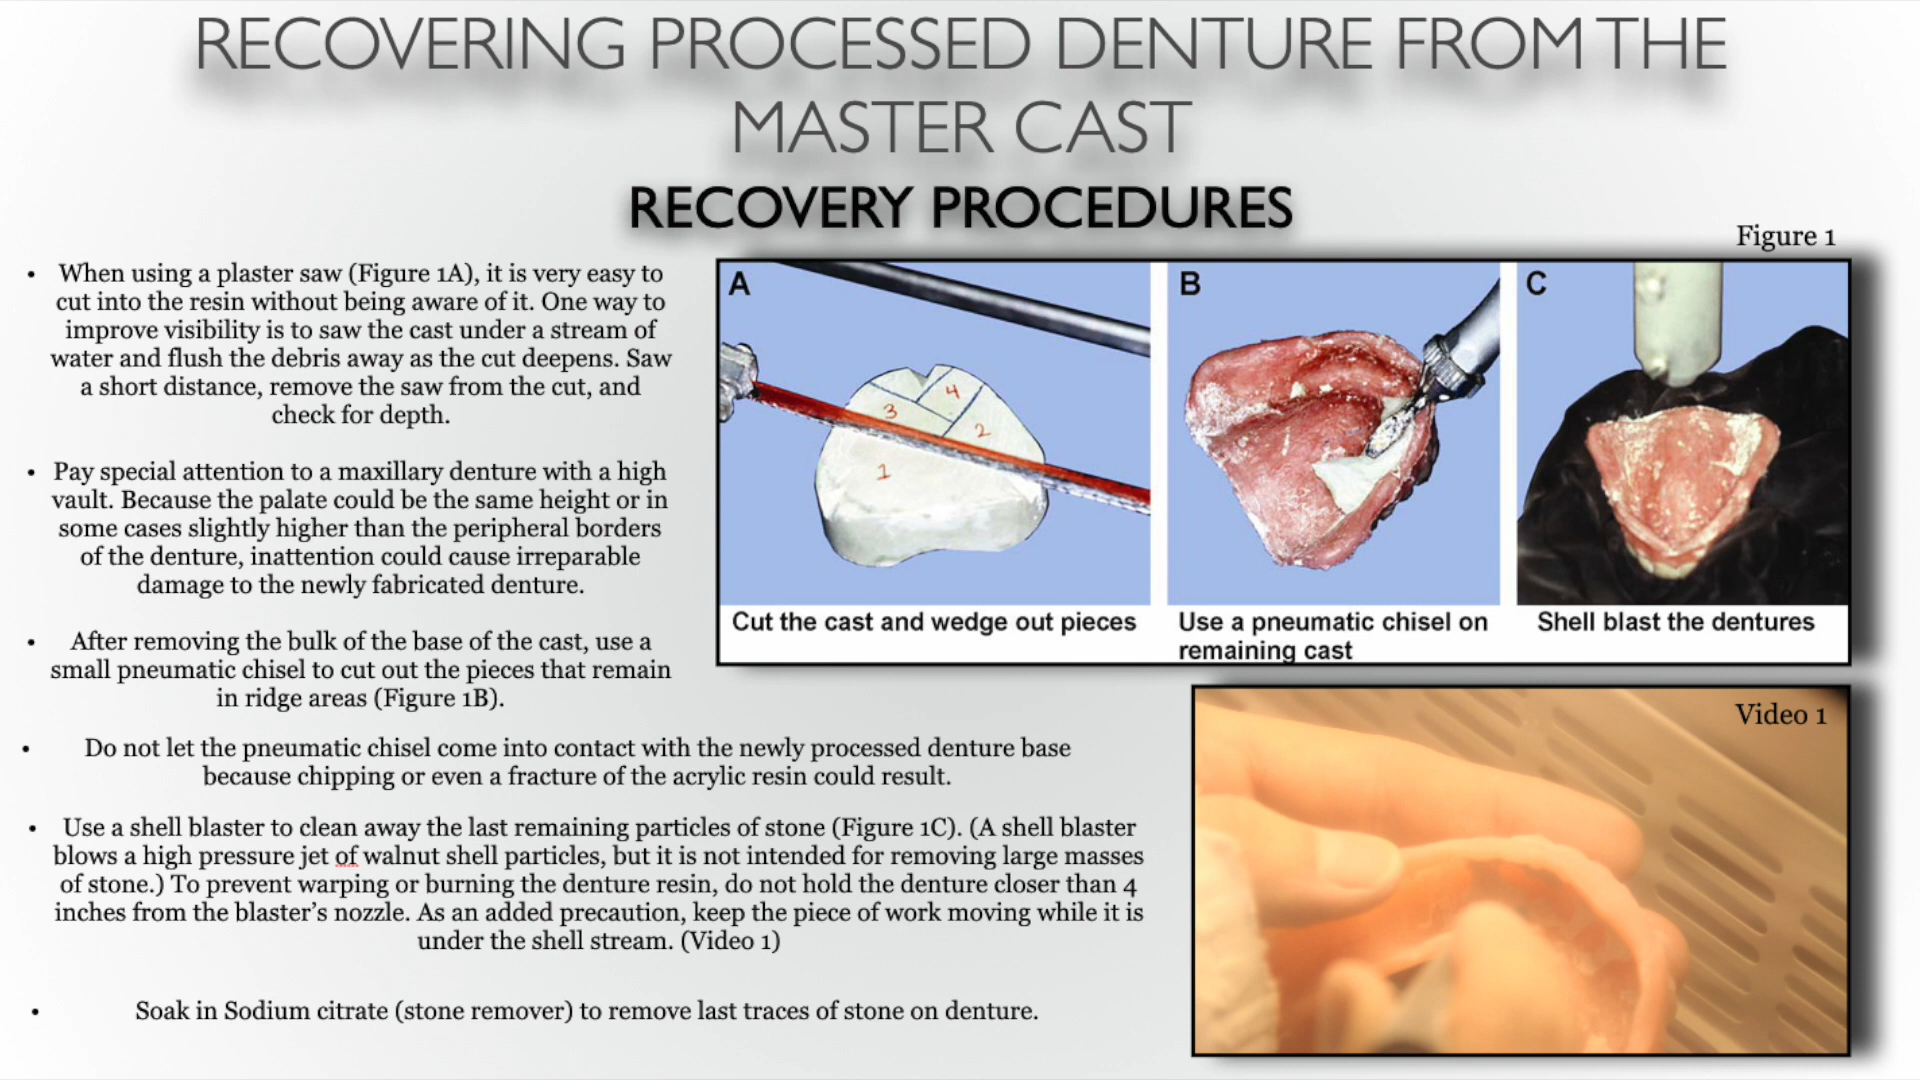 RECOVERING PROCESSED DENTURE FROM THE
MASTER CAST
RECOVERY PROCEDURES
• When using a plaster saw (Figure 1A), it is very easy to
cut into the resin without being aware of it. One way to
improve visibility is to saw the cast under a stream of
water and flush the debris away as the cut deepens. Saw
a short distance, remove the saw from the cut, and
check for depth.
• Pay special attention to a maxillary denture with a high
vault. Because the palate could be the same height or in
some cases slightly higher than the peripheral borders
of the denture, inattention could cause irreparable
damage to the newly fabricated denture.
• After removing the bulk of the base of the cast, use a
small pneumatic chisel to cut out the pieces that remain
in ridge areas (Figure 1B).
• Do not let the pneumatic chisel come into contact with the newly processed denture base
because chipping or even a fracture of the acrylic resin could result.
• Use a shell blaster to clean away the last remaining particles of stone (Figure 1C). (A shell blaster
blows a high pressure jet of walnut shell particles, but it is not intended for removing large masses
of stone.) To prevent warping or burning the denture resin, do not hold the denture closer than 4
inches from the blaster’s nozzle. As an added precaution, keep the piece of work moving while it is
under the shell stream. (Video 1)
• Soak in Sodium citrate (stone remover) to remove last traces of stone on denture.
Figure 1
A
4
3
2
1
Cut the cast and wedge out pieces
B
Use a pneumatic chisel on
remaining cast
C
Shell blast the dentures
Video 1